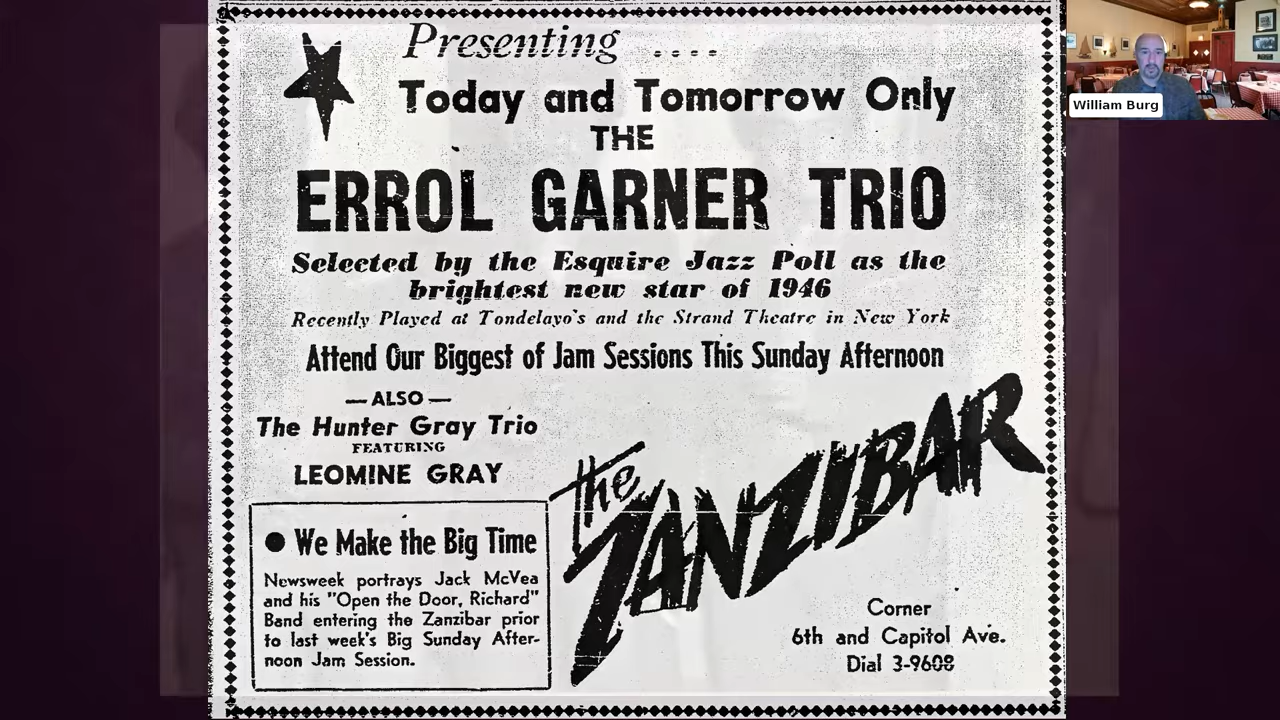 Presenting ....
Today and Tomorrow Only
THE
ERROL GARNER TRIO
Selected by the Esquire Jazz Poll as the
brightest new star of 1946
Recently Played at Tondelayo's and the Strand Theatre in New York
Attend Our Biggest of Jam Sessions This Sunday Afternoon
— ALSO —
The Hunter Gray Trio
FEATURING
LEOMINE GRAY
● We Make the Big Time
Newsweek portrays Jack McVea
and his "Open the Door, Richard"
Band entering the Zanzibar prior
to last week's Big Sunday After-
noon Jam Session.
the
ZANZIBAR
Corner
6th and Capitol Ave.
Dial 3-9608
William Burg